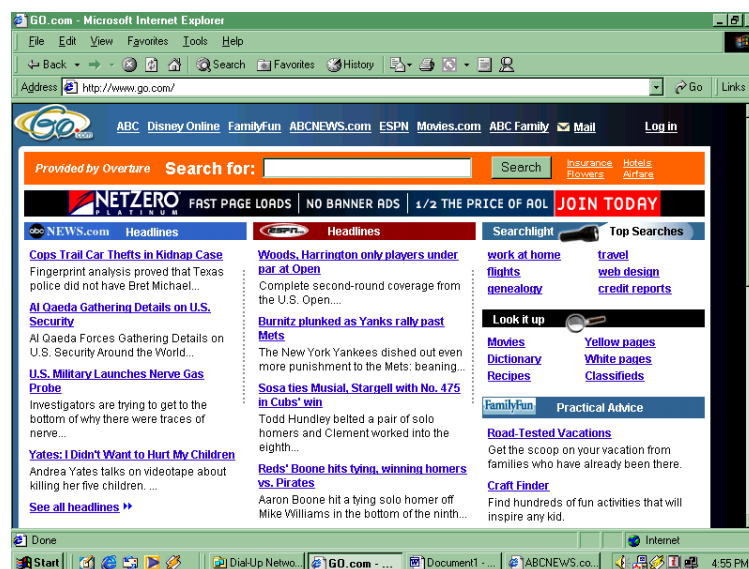 GO.com - Microsoft Internet Explorer
File Edit View Favorites Tools Help
Back Search Favorites History
Address http://www.go.com/ Go Links
Go.com ABC Disney Online FamilyFun ABCNEWS.com ESPN Movies.com ABC Family Mail Log in
Provided by Overture Search for: Search Insurance Hotels
Flowers Airfare
NETZERO PLATINUM FAST PAGE LOADS | NO BANNER ADS | 1/2 THE PRICE OF AOL JOIN TODAY
abc NEWS.com Headlines
Cops Trail Car Thefts in Kidnap Case
Fingerprint analysis proved that Texas
police did not have Bret Michael...
Al Qaeda Gathering Details on U.S.
Security
Al Qaeda Forces Gathering Details on
U.S. Security Around the World...
U.S. Military Launches Nerve Gas
Probe
Investigators are trying to get to the
bottom of why there were traces of
nerve...
Yates: I Didn't Want to Hurt My Children
Andrea Yates talks on videotape about
killing her five children. ...
See all headlines
ESPN Headlines
Woods, Harrington only players under
par at Open
Complete second-round coverage from
the U.S. Open....
Burnitz plunked as Yanks rally past
Mets
The New York Yankees dished out even
more punishment to the Mets: beaning...
Sosa ties Musial, Stargell with No. 475
in Cubs' win
Todd Hundley belted a pair of solo
homers and Clement worked into the
eighth...
Reds' Boone hits tying, winning homers
vs. Pirates
Aaron Boone hit a tying solo homer off
Mike Williams in the bottom of the ninth...
Searchlight Top Searches
work at home travel
flights web design
genealogy credit reports
Look it up
Movies Yellow pages
Dictionary White pages
Recipes Classifieds
FamilyFun Practical Advice
Road-Tested Vacations
Get the scoop on your vacation from
families who have already been there.
Craft Finder
Find hundreds of fun activities that will
inspire any kid.
Done Internet
Start Dial-Up Netwo... GO.com - ... Document1 - ... ABCNEWS.co... 4:55 PM